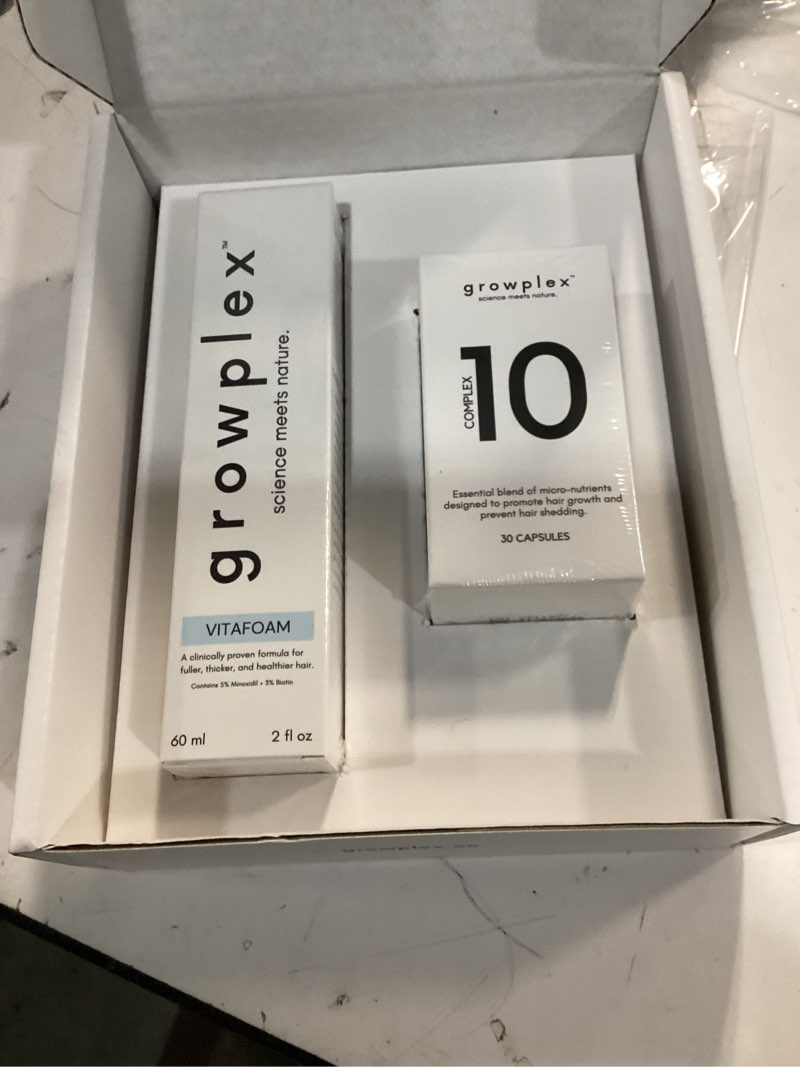 growplex™
science meets nature.
VITAFOAM
A clinically proven formula for
fuller, thicker, and healthier hair.
Contains 5% Minoxidil + 5% Biotin
60 ml
2 fl oz
growplex™
science meets nature.
COMPLEX
10
Essential blend of micro-nutrients
designed to promote hair growth and
prevent hair shedding.
30 CAPSULES